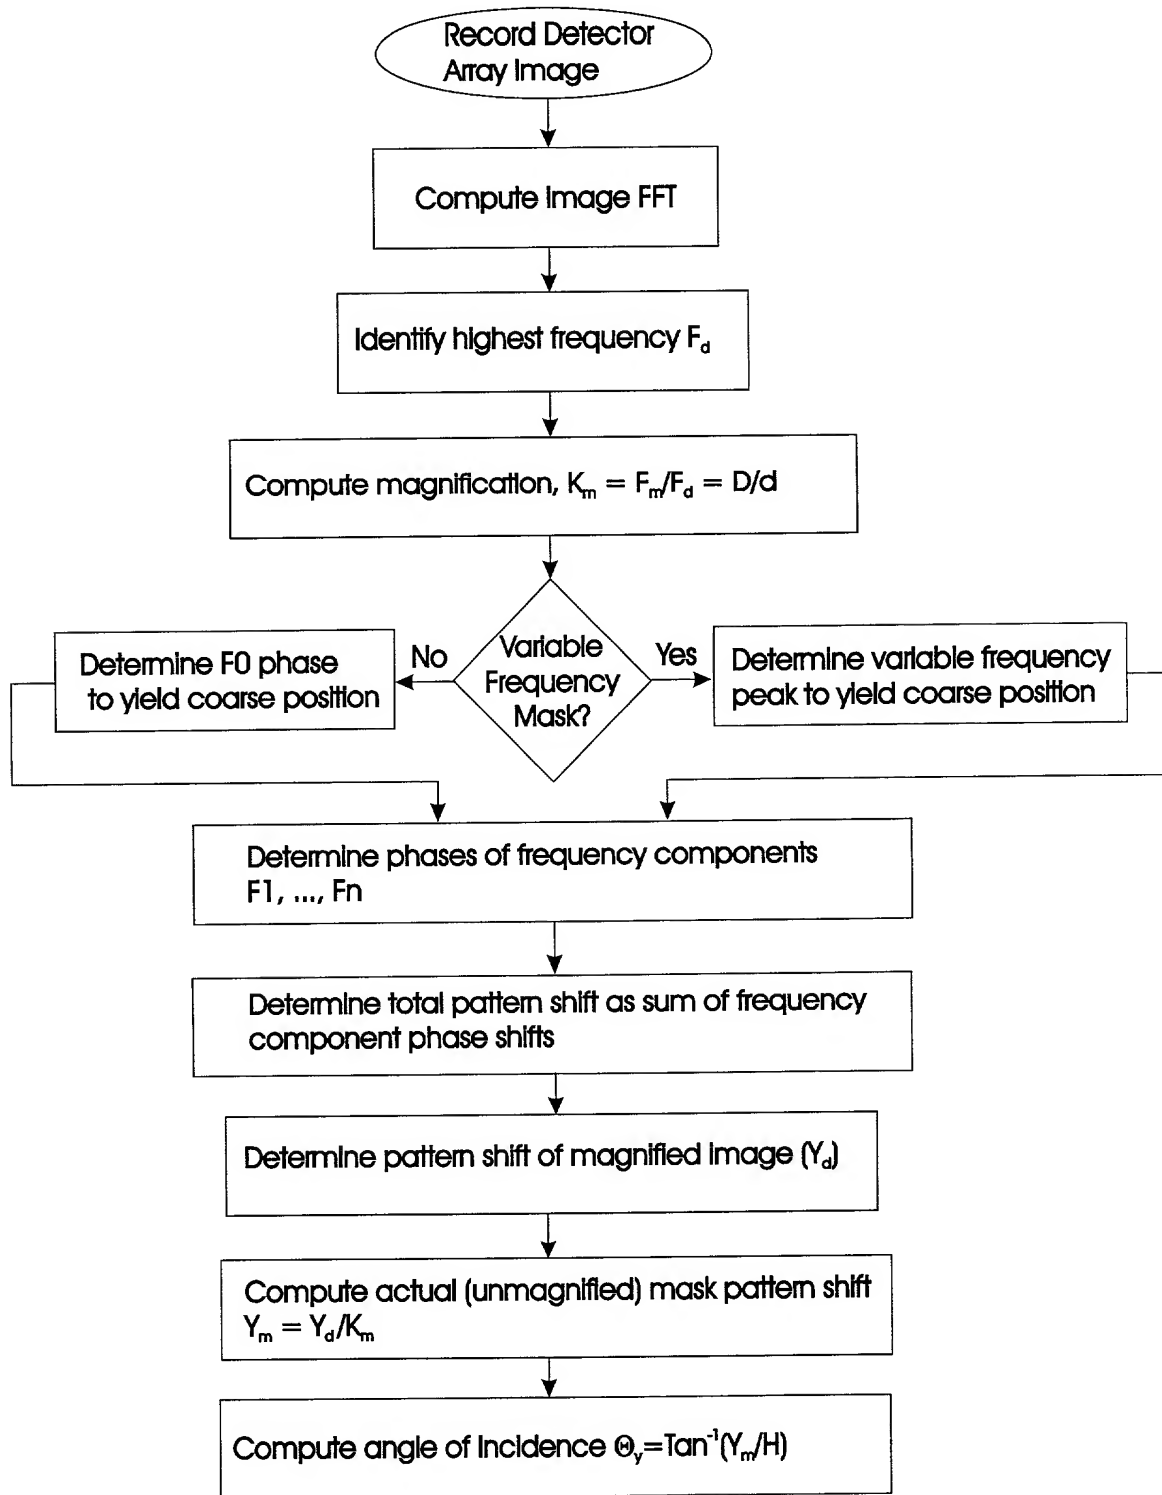 Record Detector
Array Image
Compute Image FFT
Identify highest frequency F_d
Compute magnification, K_m = F_m/F_d = D/d
Determine F0 phase
to yield coarse position
No
Variable
Frequency
Mask?
Yes
Determine variable frequency
peak to yield coarse position
Determine phases of frequency components
F1, ..., Fn
Determine total pattern shift as sum of frequency
component phase shifts
Determine pattern shift of magnified image (Y_d)
Compute actual (unmagnified) mask pattern shift
Y_m = Y_d/K_m
Compute angle of incidence Θ_y=Tan⁻¹(Y_m/H)